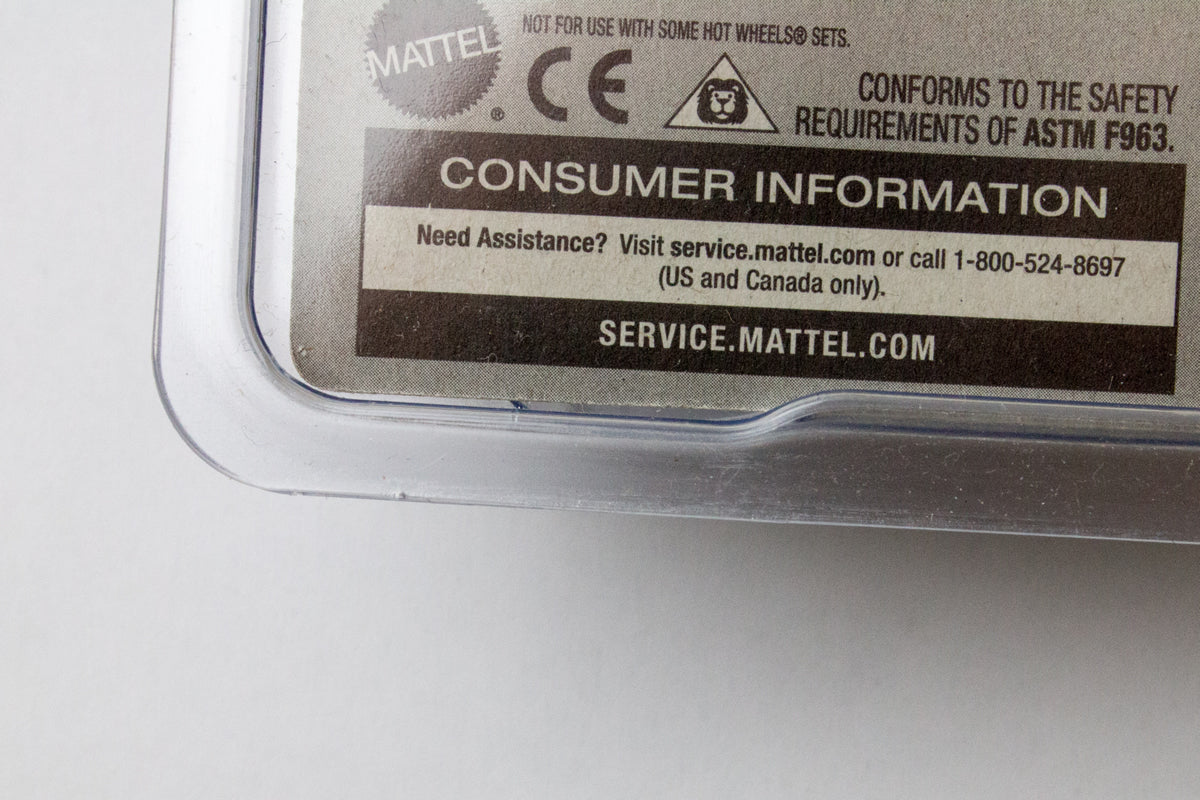 MATTEL
®
NOT FOR USE WITH SOME HOT WHEELS® SETS.
CE
CONFORMS TO THE SAFETY
REQUIREMENTS OF ASTM F963.
CONSUMER INFORMATION
Need Assistance? Visit service.mattel.com or call 1-800-524-8697
(US and Canada only).
SERVICE.MATTEL.COM